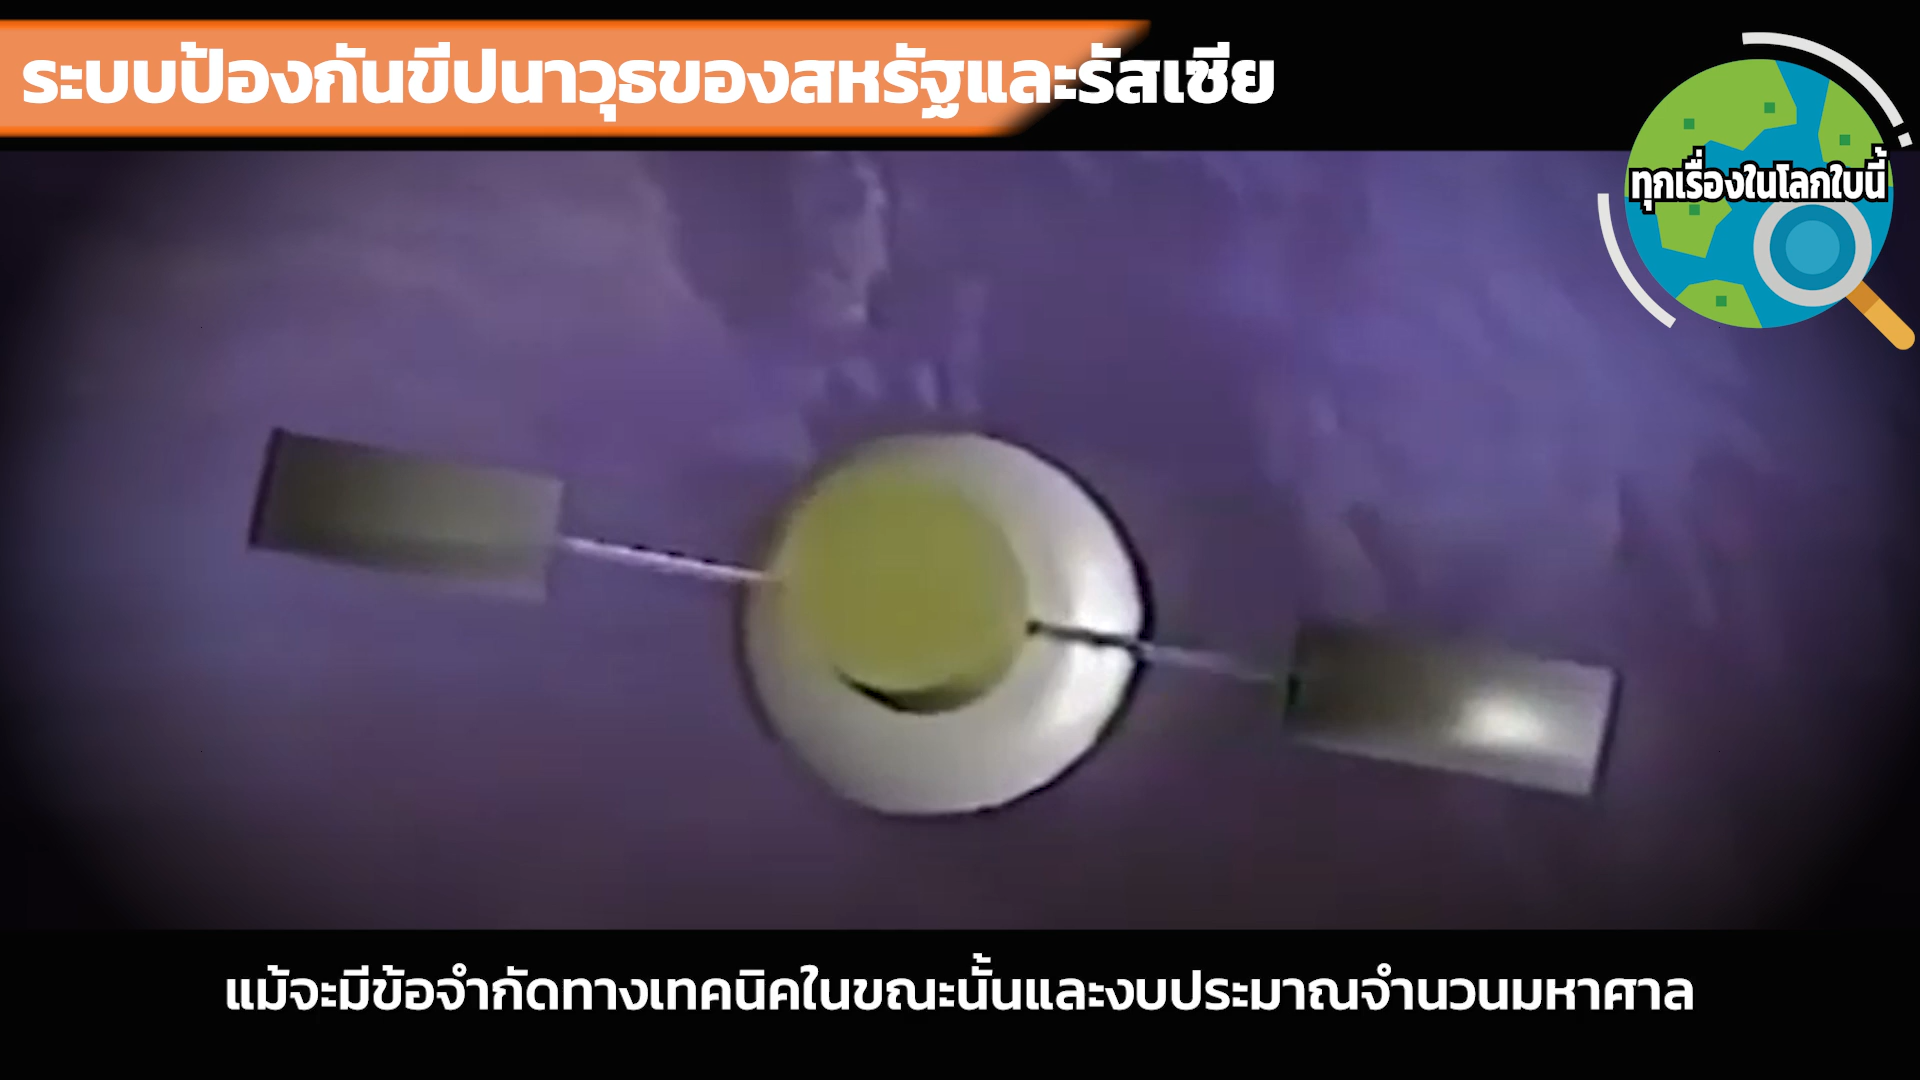 ระบบป้องกันขีปนาวุธของสหรัฐและรัสเซีย
ทุกเรื่องในโลกใบนี้
แม้จะมีข้อจำกัดทางเทคนิคในขณะนั้นและงบประมาณจำนวนมหาศาล